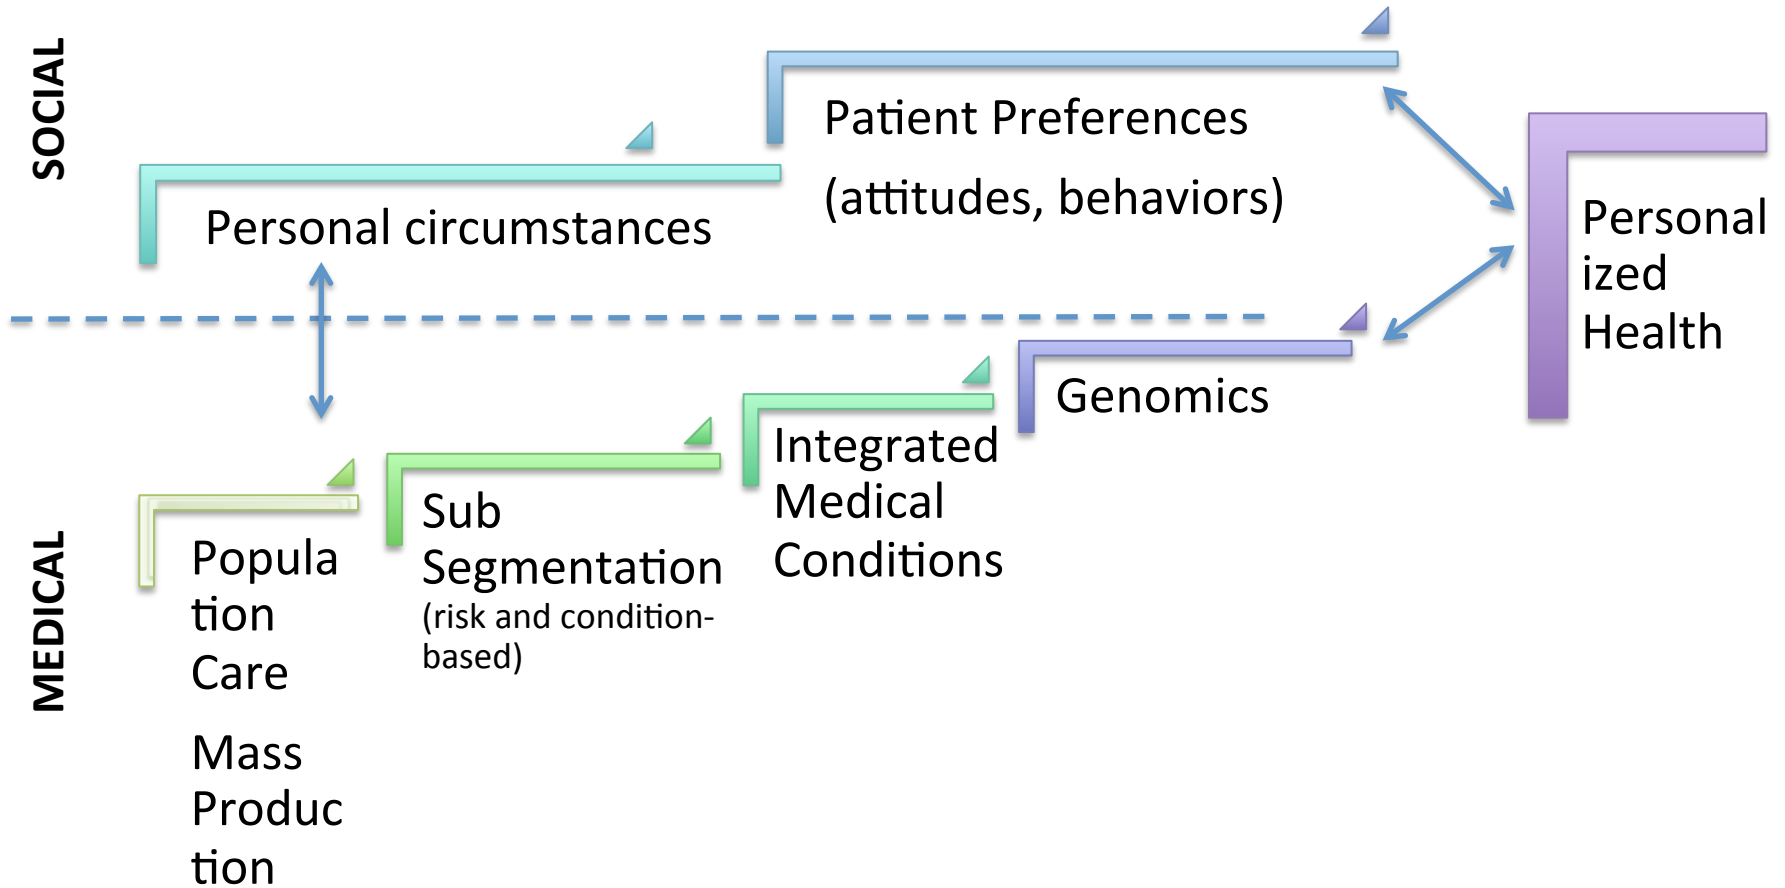 SOCIAL
Patient Preferences
(attitudes, behaviors)
Personal circumstances
Personal
ized
Health
MEDICAL
Genomics
Integrated
Medical
Conditions
Sub
Segmentation
(risk and condition-
based)
Popula
tion
Care
Mass
Produc
tion